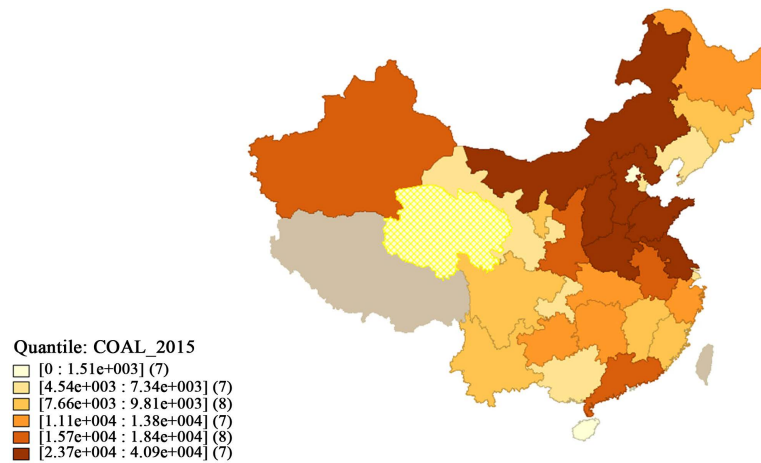 Quantile: COAL_2015
[0 : 1.51e+003] (7)
[4.54e+003 : 7.34e+003] (7)
[7.66e+003 : 9.81e+003] (8)
[1.11e+004 : 1.38e+004] (7)
[1.57e+004 : 1.84e+004] (8)
[2.37e+004 : 4.09e+004] (7)